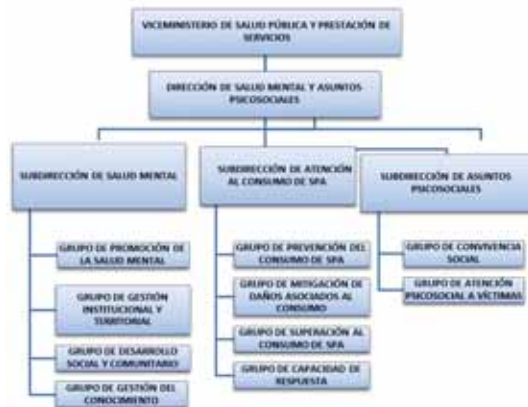 VICEMINISTERIO DE SALUD PÚBLICA Y PRESTACIÓN DE
SERVICIOS
DIRECCIÓN DE SALUD MENTAL Y ASUNTOS
PSICOSOCIALES
SUBDIRECCIÓN DE SALUD MENTAL
GRUPO DE PROMOCIÓN DE
LA SALUD MENTAL
GRUPO DE GESTIÓN
INSTITUCIONAL Y
TERRITORIAL
GRUPO DE DESARROLLO
SOCIAL Y COMUNITARIO
GRUPO DE GESTIÓN DEL
CONOCIMIENTO
SUBDIRECCIÓN DE ATENCIÓN
AL CONSUMO DE SPA
GRUPO DE PREVENCIÓN DEL
CONSUMO DE SPA
GRUPO DE MITIGACIÓN DE
DAÑOS ASOCIADOS AL
CONSUMO
GRUPO DE SUPERACIÓN AL
CONSUMO DE SPA
GRUPO DE CAPACIDAD DE
RESPUESTA
SUBDIRECCIÓN DE ASUNTOS
PSICOSOCIALES
GRUPO DE CONVIVENCIA
SOCIAL
GRUPO DE ATENCIÓN
PSICOSOCIAL A VÍCTIMAS